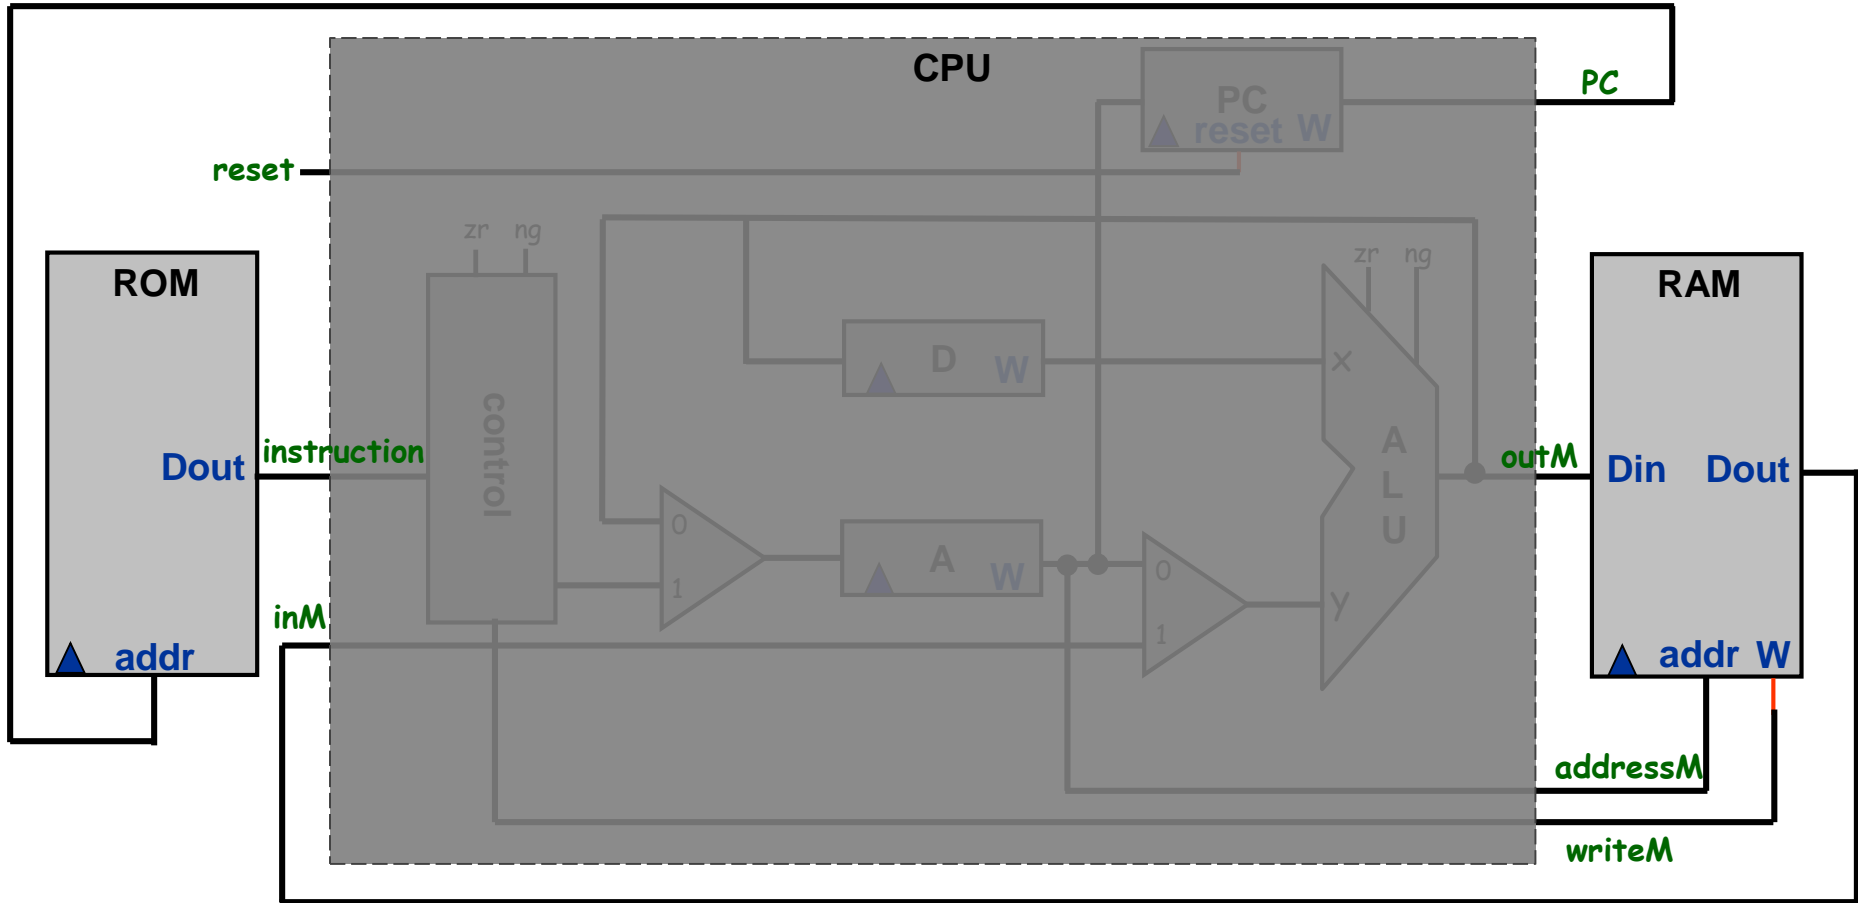 CPU
PC
PC
reset W
reset
zr ng
zr ng
ROM
RAM
D W
x
control
A
L
U
instruction
outM
Dout
Din Dout
0
1
A W
0
1
y
inM
addr
addr W
addressM
writeM